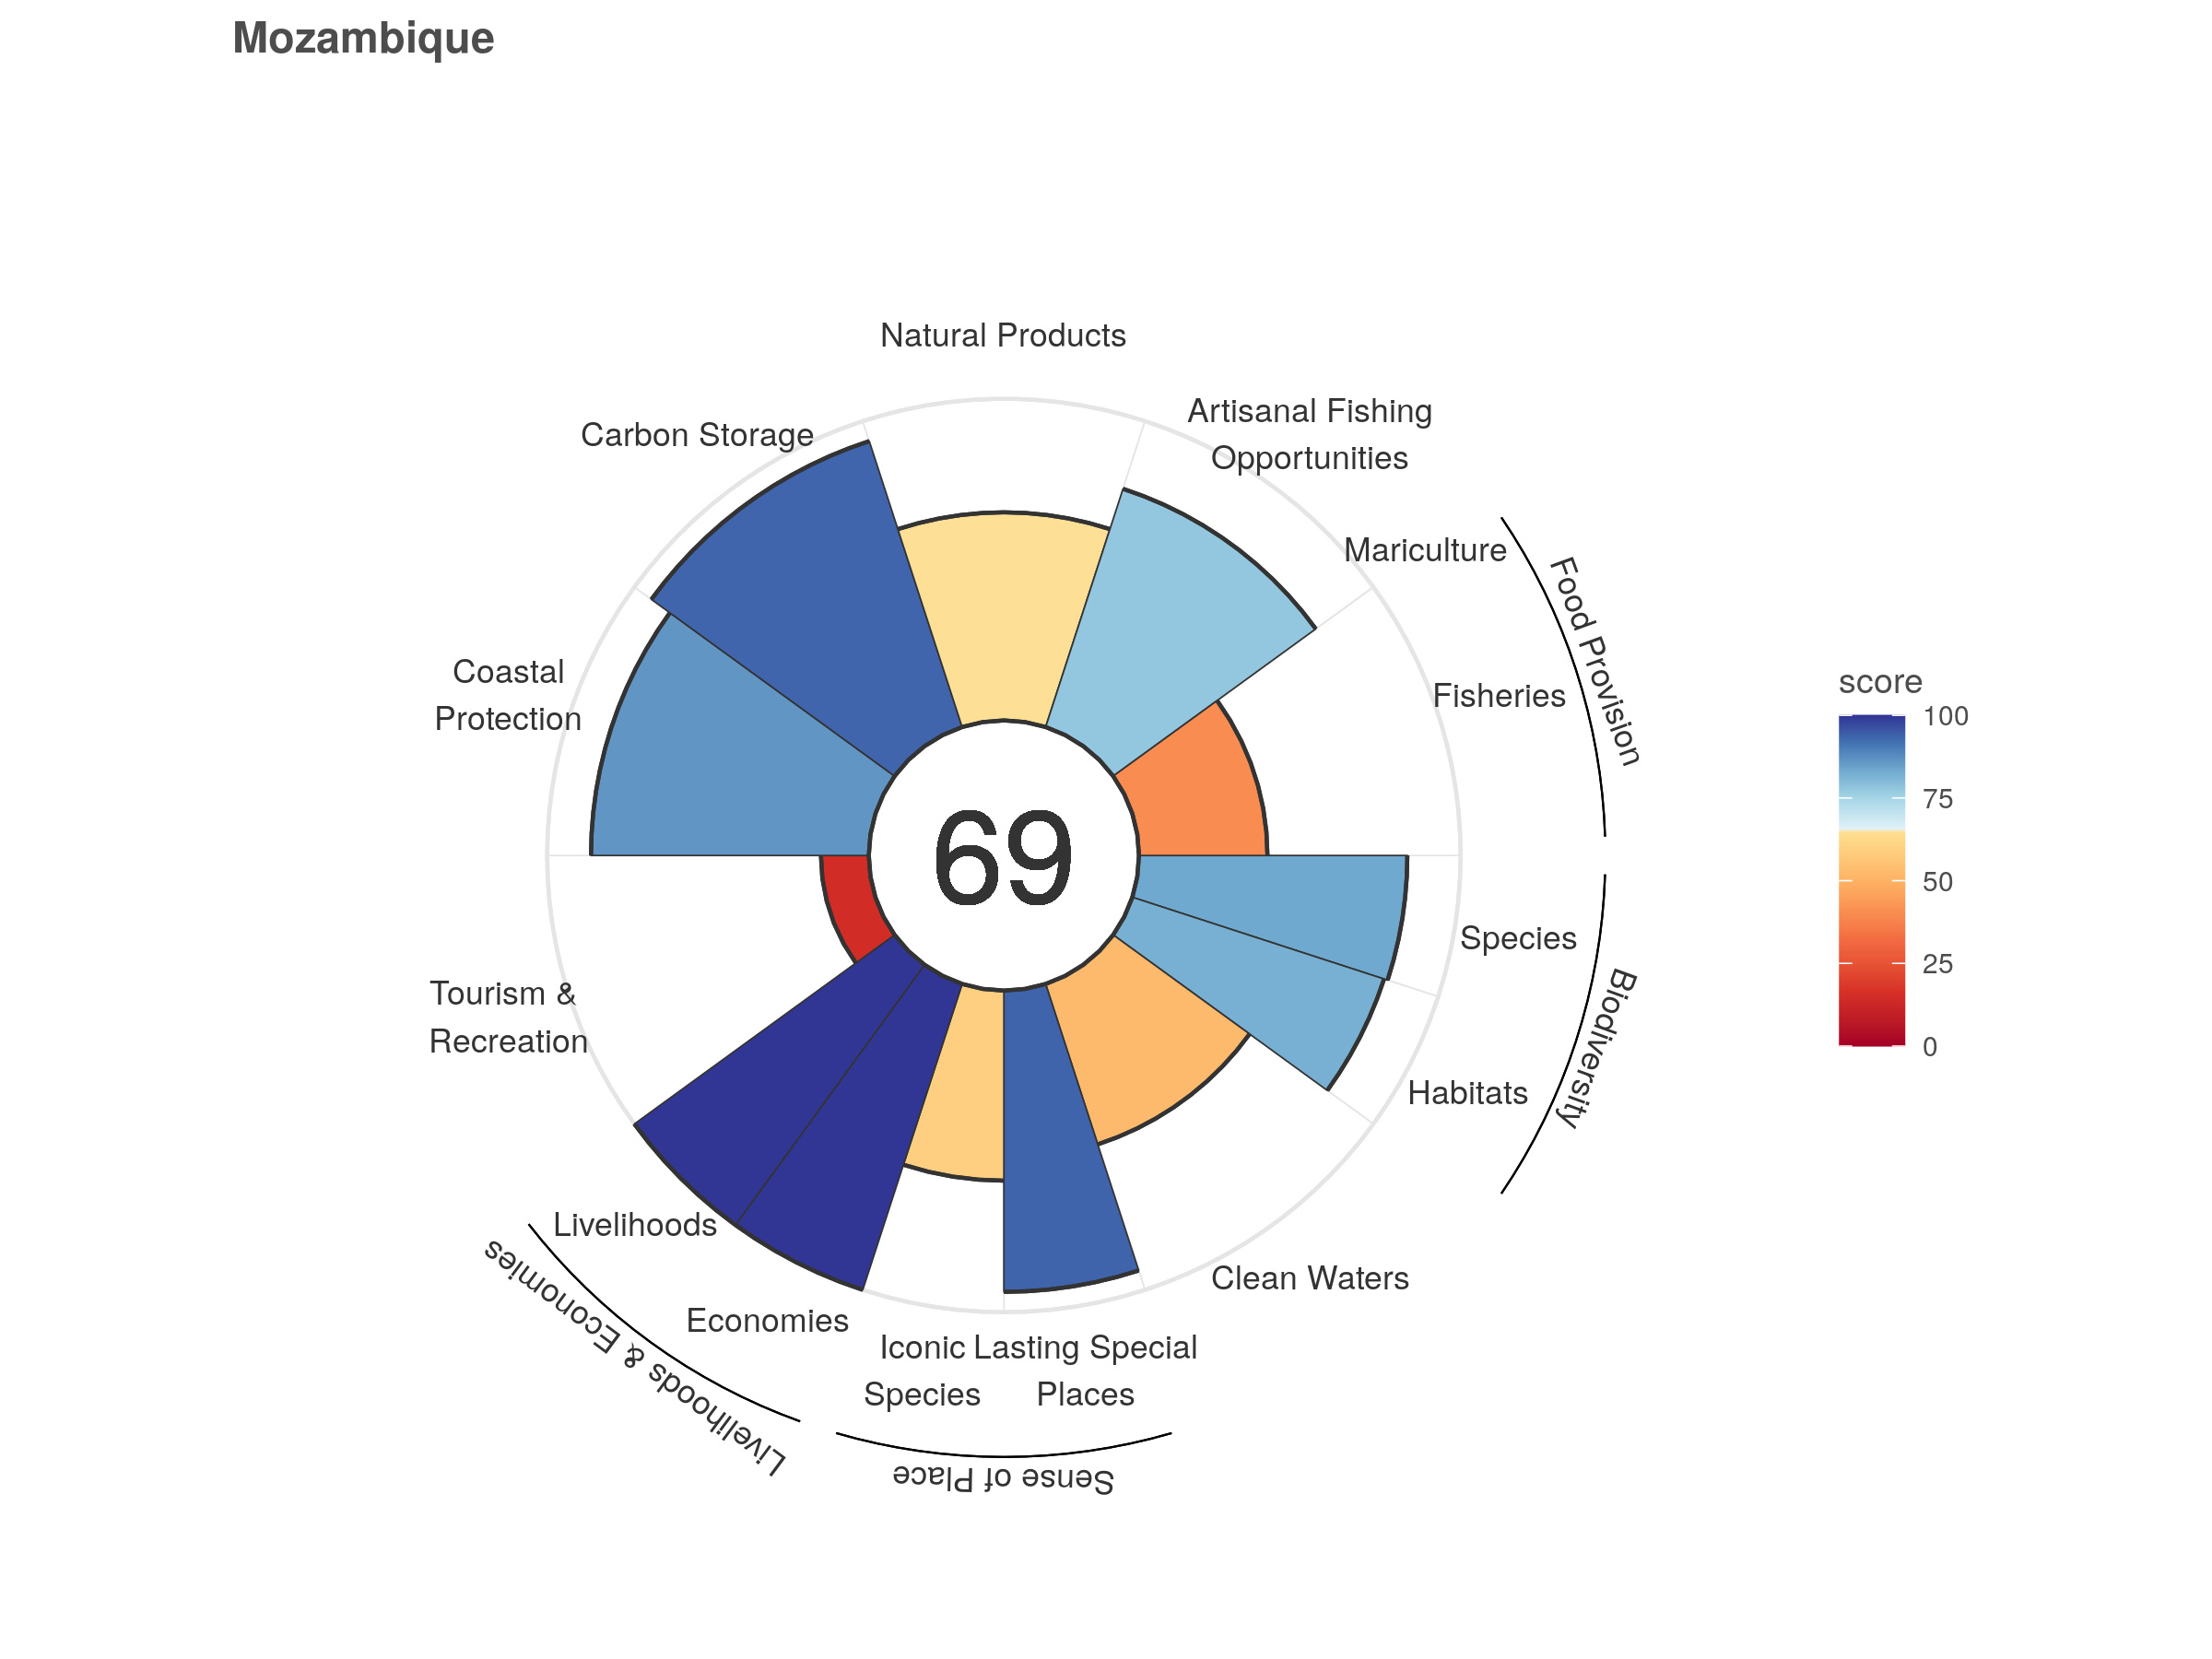 Mozambique
Natural Products
Artisanal Fishing
Opportunities
Carbon Storage
Mariculture
Food Provision
Fisheries
Coastal
Protection
score
100
75
50
25
0
69
Species
Biodiversity
Habitats
Tourism &
Recreation
Livelihoods
Livelihoods & Economies
Economies
Clean Waters
Iconic
Species
Lasting Special
Places
Sense of Place